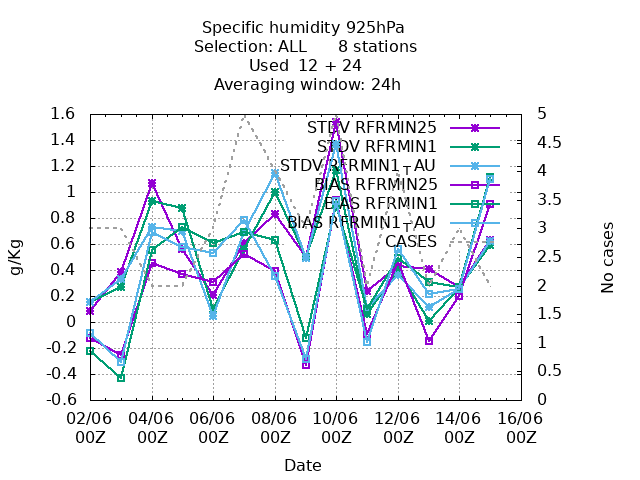 Specific humidity 925hPa
Selection: ALL 8 stations
Used 12 + 24
Averaging window: 24h
1.6
1.4
1.2
1
0.8
0.6
0.4
0.2
0
-0.2
-0.4
-0.6
g/Kg
5
4.5
4
3.5
3
2.5
2
1.5
1
0.5
0
No cases
STDV RFRMIN25
STDV RFRMIN1
STDV RFRMIN1_AU
BIAS RFRMIN25
BIAS RFRMIN1
BIAS RFRMIN1_AU
CASES
02/06 04/06 06/06 08/06 10/06 12/06 14/06 16/06
00Z 00Z 00Z 00Z 00Z 00Z 00Z 00Z
Date